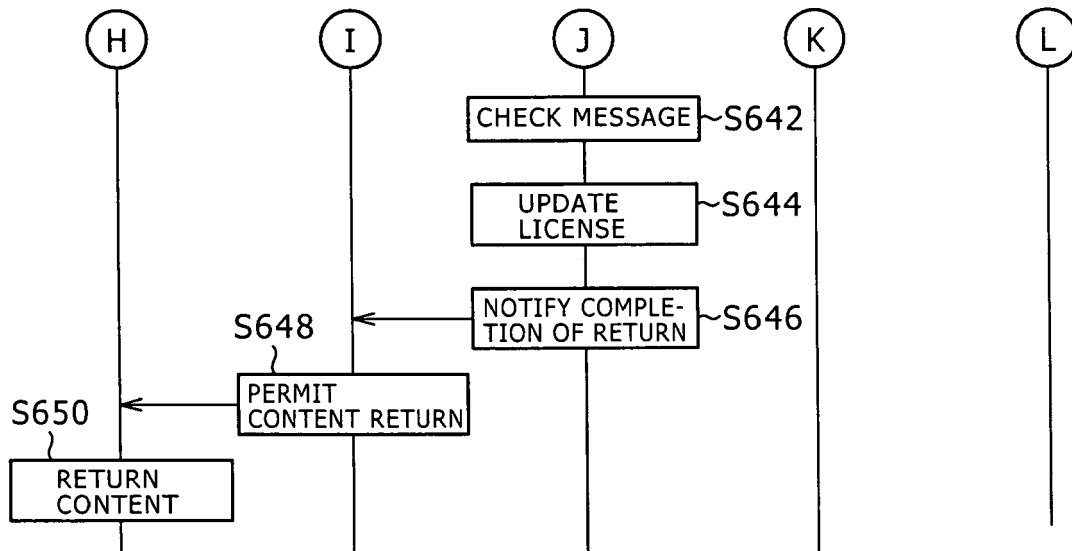 H I J K L
CHECK MESSAGE S642
UPDATE S644
LICENSE
NOTIFY COMPLE- S646
TION OF RETURN
S648
PERMIT
CONTENT RETURN
S650
RETURN
CONTENT